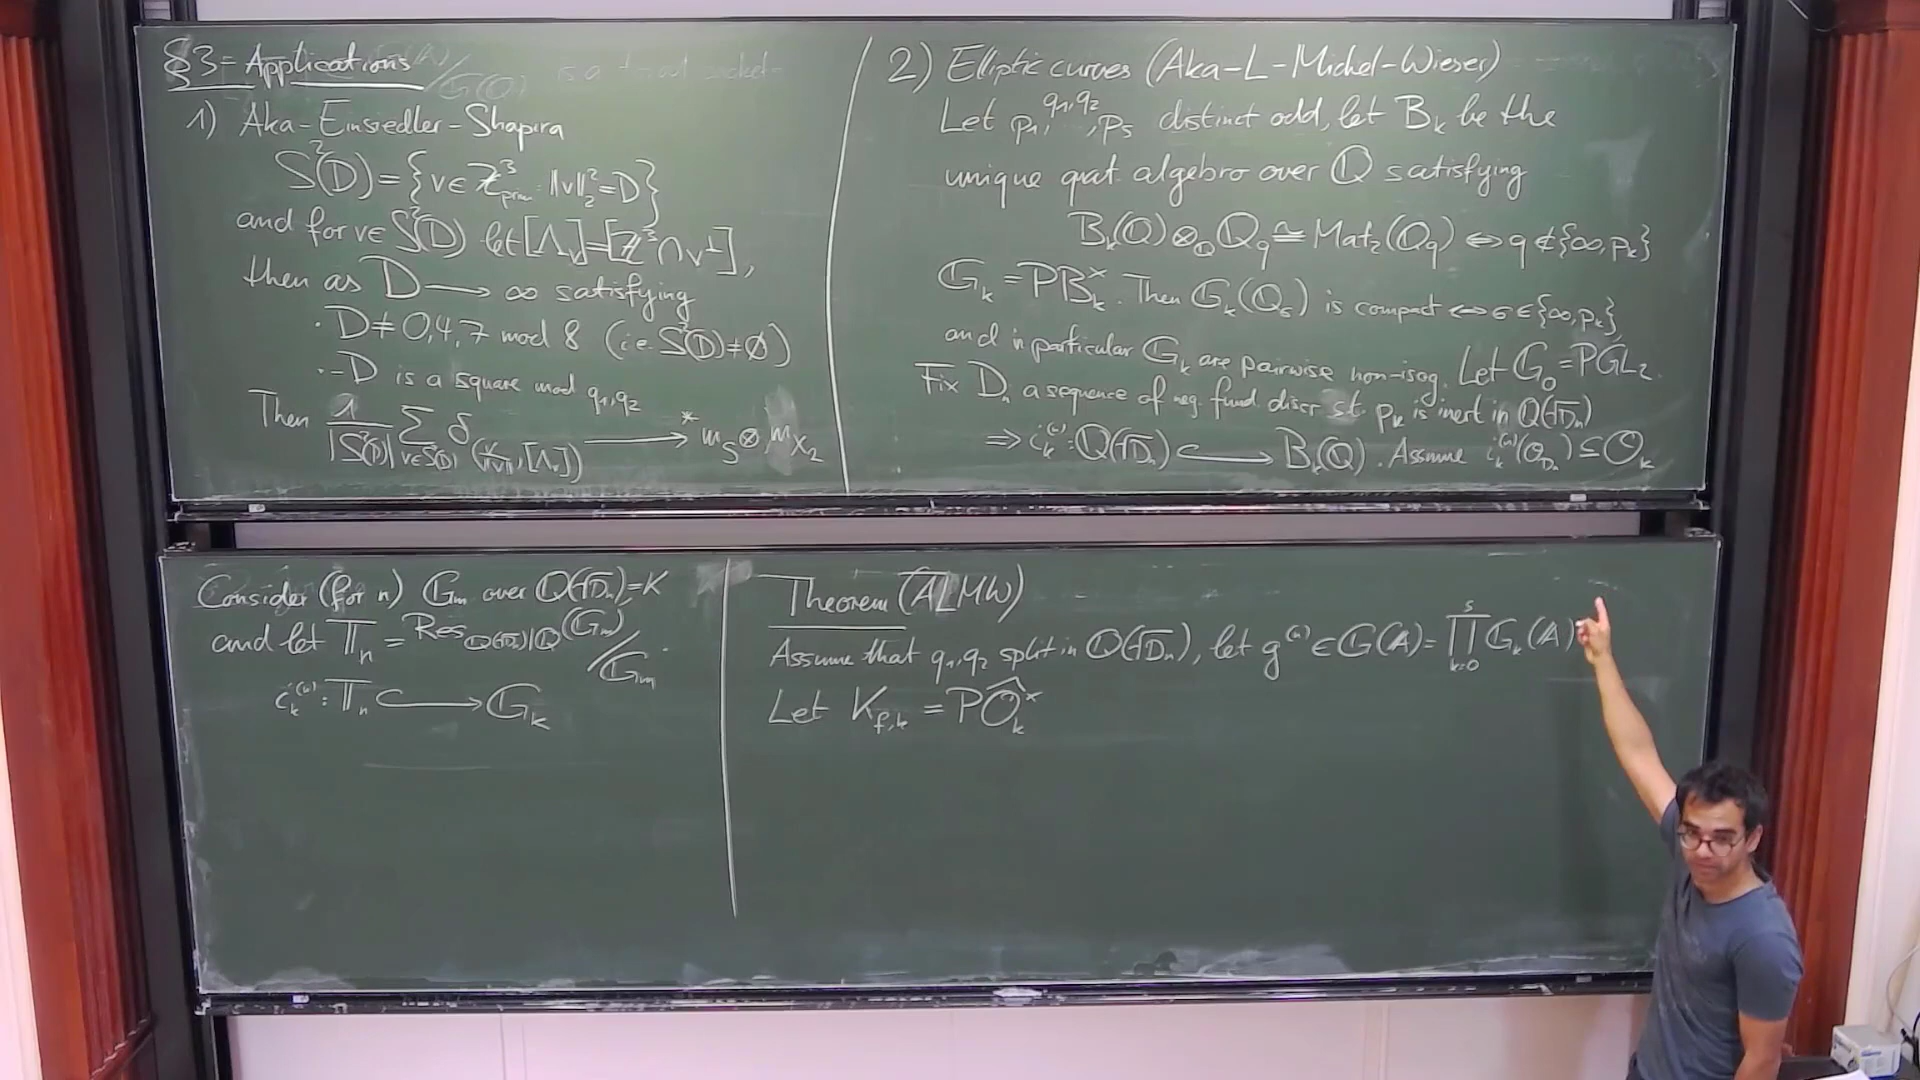 §3- Applications
1) Aka-Einsiedler-Shapira
S²(D) = {v ∈ ℤ³_prim : ‖v‖₂² = D}
and for v ∈ S²(D) let [Λ_v] = [ℤ³ ∩ v^⊥],
then as D → ∞ satisfying
· D ≢ 0,4,7 mod 8 (i.e. S²(D) ≠ ∅)
· -D is a square mod q₁,q₂
Then 1/|S²(D)| Σ_{v∈S²(D)} δ_(v/‖v‖,[Λ_v]) →* m_S² ⊗ m_X₂
2) Elliptic curves (Aka-L-Michel-Wieser)
Let p₁, q₁,q₂, p_s distinct odd, let B_k be the
unique quat. algebra over ℚ satisfying
B_k(ℚ) ⊗_ℚ ℚ_q ≅ Mat₂(ℚ_q) ⟺ q ∉ {∞, p_k}
𝔾_k = PB_k^×. Then 𝔾_k(ℚ_σ) is compact ⟺ σ ∈ {∞, p_k},
and in particular 𝔾_k are pairwise non-isog. Let 𝔾₀ = PGL₂.
Fix D_n a sequence of neg. fund. discr. st. p_k is inert in ℚ(√D_n)
⇒ i_k^(n): ℚ(√D_n) ↪ B_k(ℚ). Assume i_k^(n)(O_{D_n}) ⊆ O_k
Consider (for n) 𝔾_m over ℚ(√D_n) = K
and let 𝕋_n = Res_{ℚ(√D_n)|ℚ}(𝔾_m)/𝔾_m.
i_k^(n): 𝕋_n ↪ 𝔾_k
Theorem (ALMW)
Assume that q₁,q₂ split in ℚ(√D_n), let g^(n) ∈ 𝔾(𝔸) = ∏_{k=0}^{s} 𝔾_k(𝔸)
Let K_{f,k} = PÔ_k^×